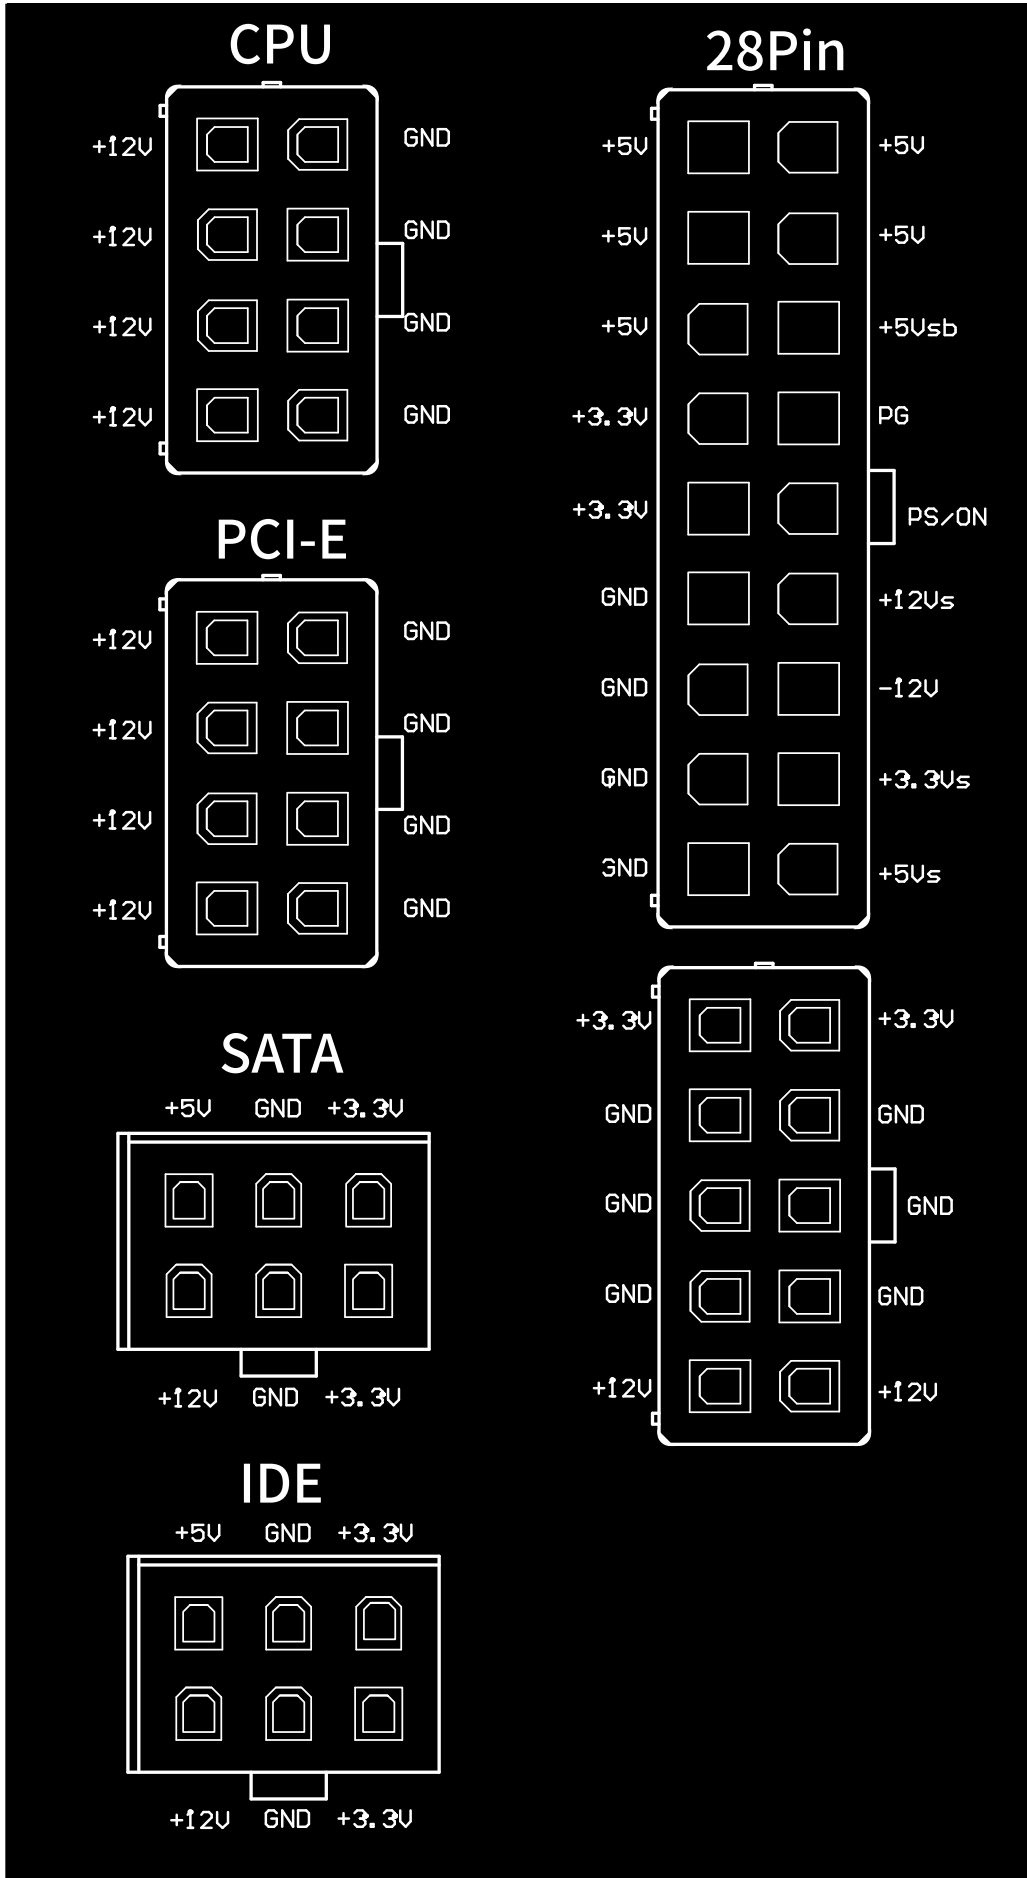 CPU
+12V GND
+12V GND
+12V GND
+12V GND
PCI-E
+12V GND
+12V GND
+12V GND
+12V GND
SATA
+5V GND +3.3V
+12V GND +3.3V
IDE
+5V GND +3.3V
+12V GND +3.3V
28Pin
+5V +5V
+5V +5V
+5V +5Vsb
+3.3V PG
+3.3V PS/ON
GND +12Vs
GND -12V
GND +3.3Vs
GND +5Vs
+3.3V +3.3V
GND GND
GND GND
GND GND
+12V +12V